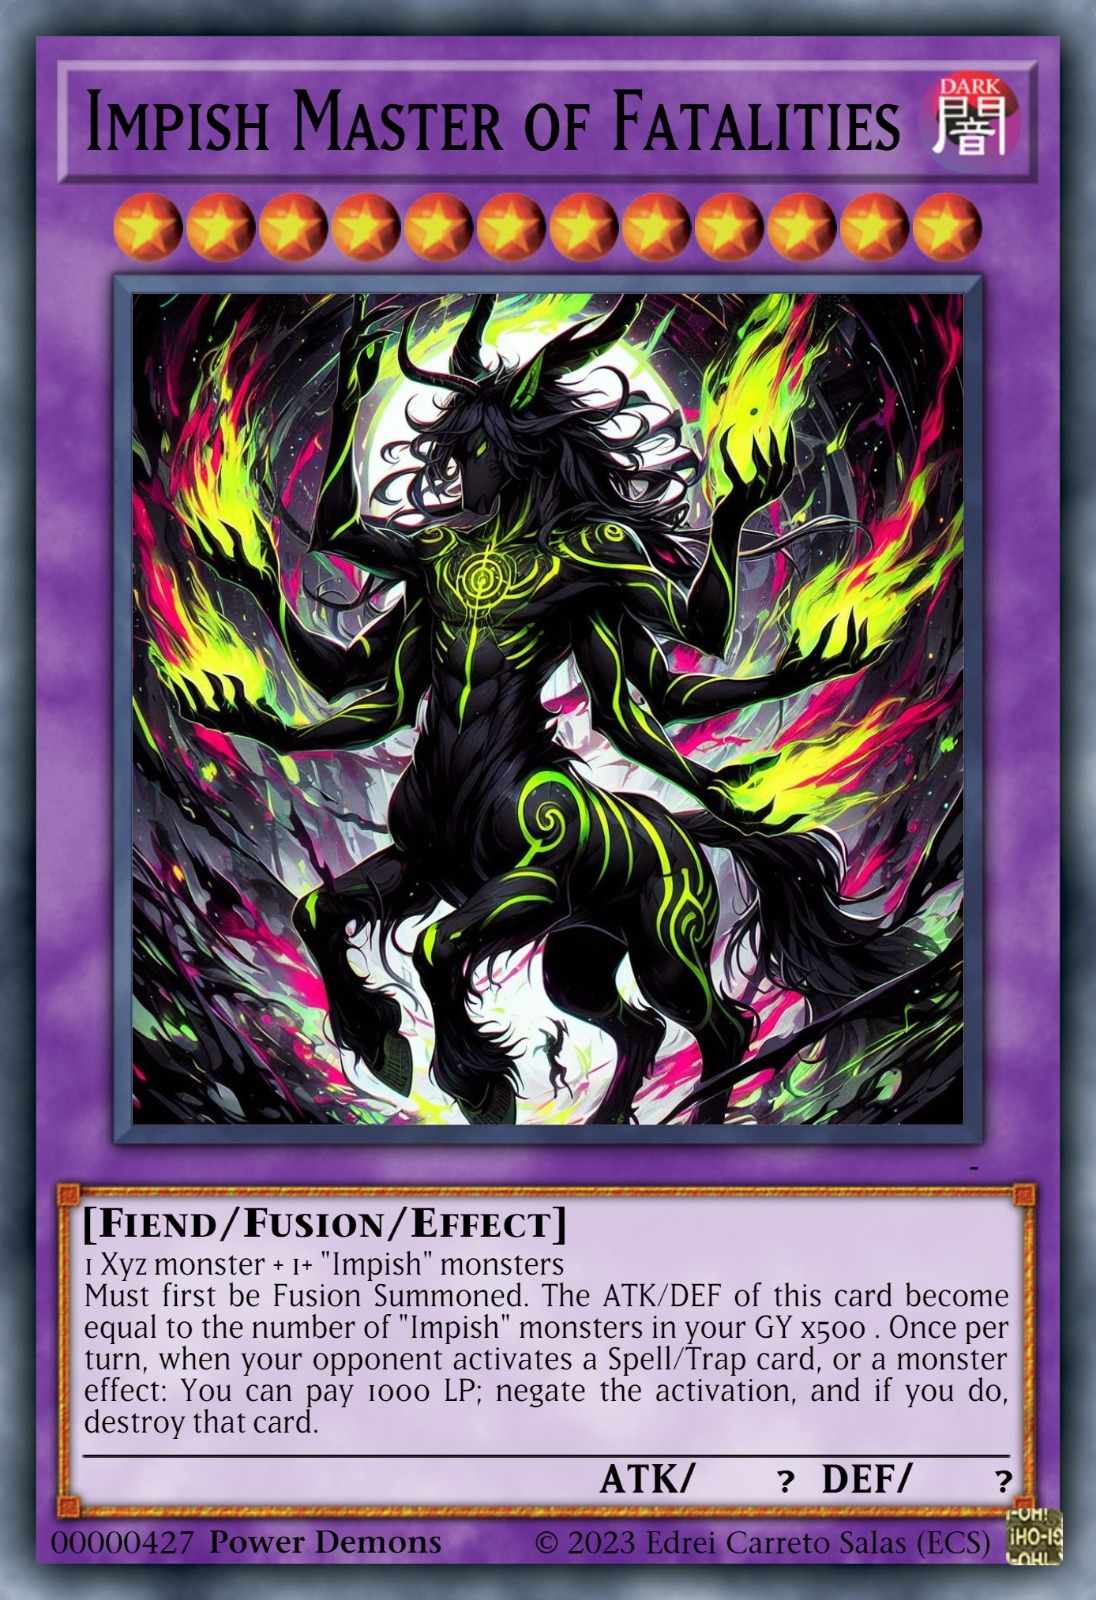 Impish Master of Fatalities
DARK
闇
[Fiend/Fusion/Effect]
1 Xyz monster + 1+ "Impish" monsters
Must first be Fusion Summoned. The ATK/DEF of this card become
equal to the number of "Impish" monsters in your GY x500 . Once per
turn, when your opponent activates a Spell/Trap card, or a monster
effect: You can pay 1000 LP; negate the activation, and if you do,
destroy that card.
ATK/ ? DEF/ ?
00000427 Power Demons © 2023 Edrei Carreto Salas (ECS)